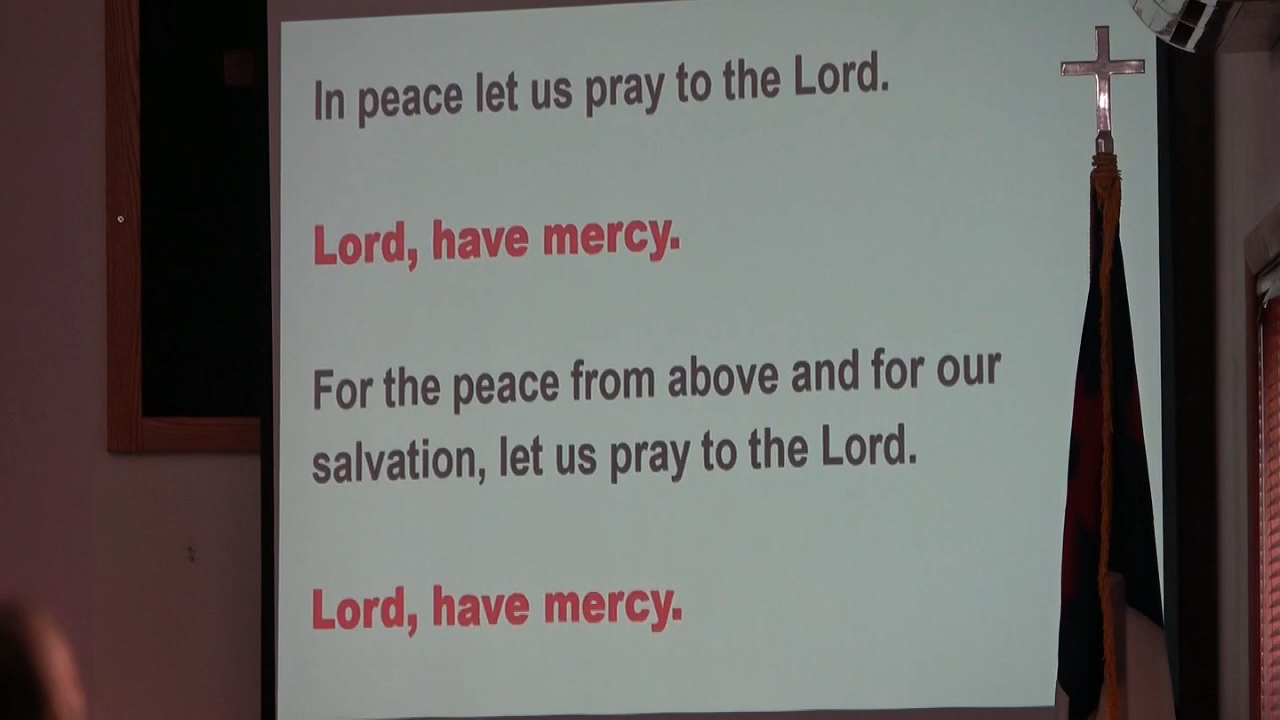 In peace let us pray to the Lord.
Lord, have mercy.
For the peace from above and for our
salvation, let us pray to the Lord.
Lord, have mercy.